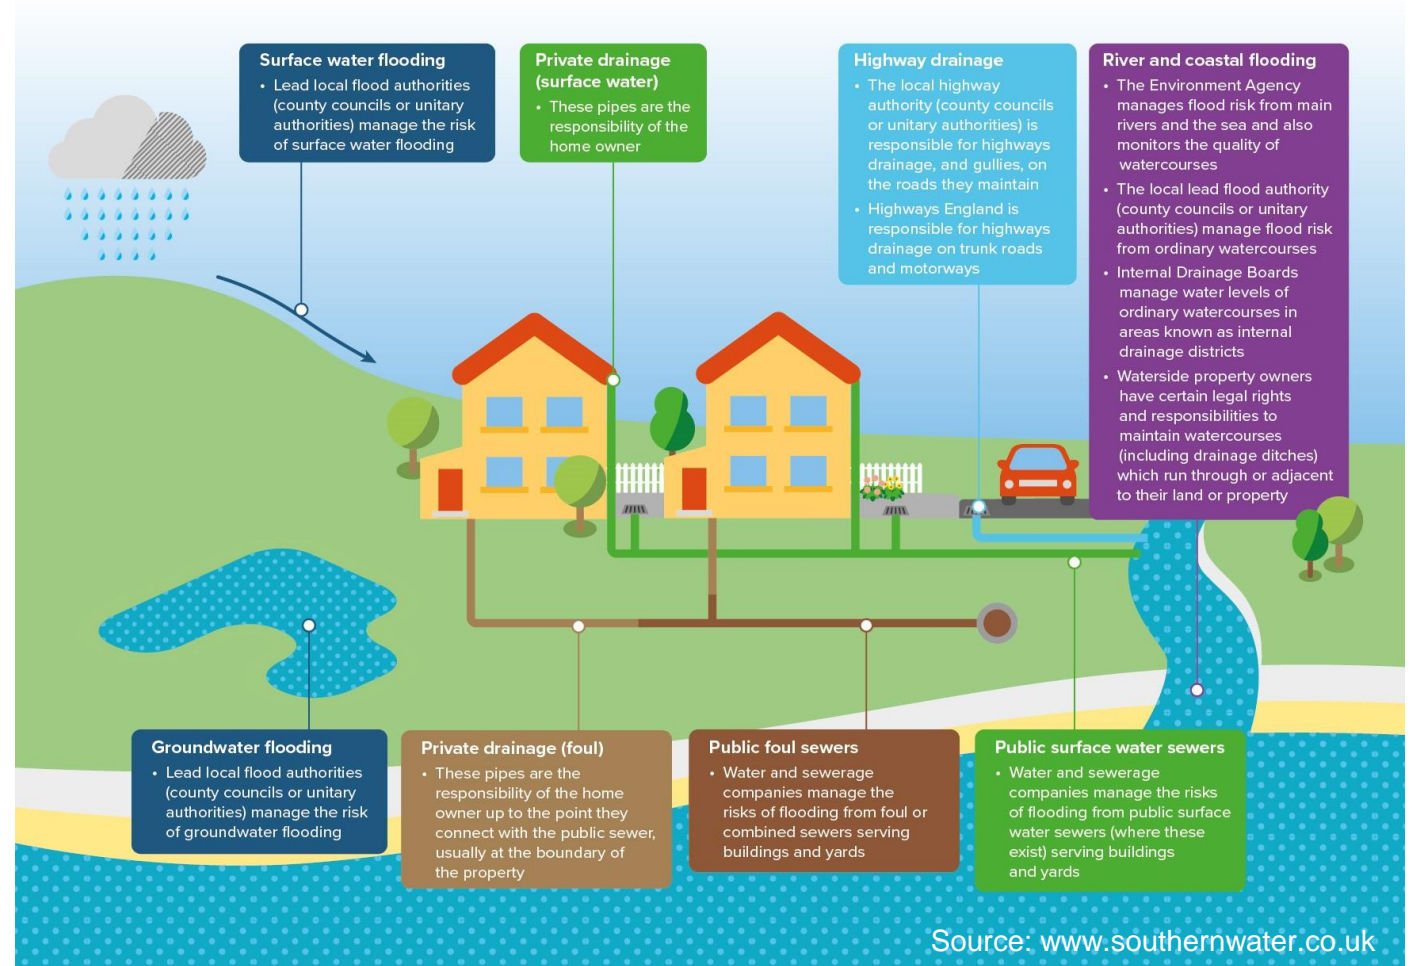 Surface water flooding
• Lead local flood authorities
(county councils or unitary
authorities) manage the risk
of surface water flooding
Private drainage
(surface water)
• These pipes are the
responsibility of the
home owner
Highway drainage
• The local highway
authority (county councils
or unitary authorities) is
responsible for highways
drainage, and gullies, on
the roads they maintain
• Highways England is
responsible for highways
drainage on trunk roads
and motorways
River and coastal flooding
• The Environment Agency
manages flood risk from main
rivers and the sea and also
monitors the quality of
watercourses
• The local lead flood authority
(county councils or unitary
authorities) manage flood risk
from ordinary watercourses
• Internal Drainage Boards
manage water levels of
ordinary watercourses in
areas known as internal
drainage districts
• Waterside property owners
have certain legal rights
and responsibilities to
maintain watercourses
(including drainage ditches)
which run through or adjacent
to their land or property
Groundwater flooding
• Lead local flood authorities
(county councils or unitary
authorities) manage the risk
of groundwater flooding
Private drainage (foul)
• These pipes are the
responsibility of the home
owner up to the point they
connect with the public sewer,
usually at the boundary of
the property
Public foul sewers
• Water and sewerage
companies manage the
risks of flooding from foul or
combined sewers serving
buildings and yards
Public surface water sewers
• Water and sewerage
companies manage the risks
of flooding from public surface
water sewers (where these
exist) serving buildings
and yards
Source: www.southernwater.co.uk